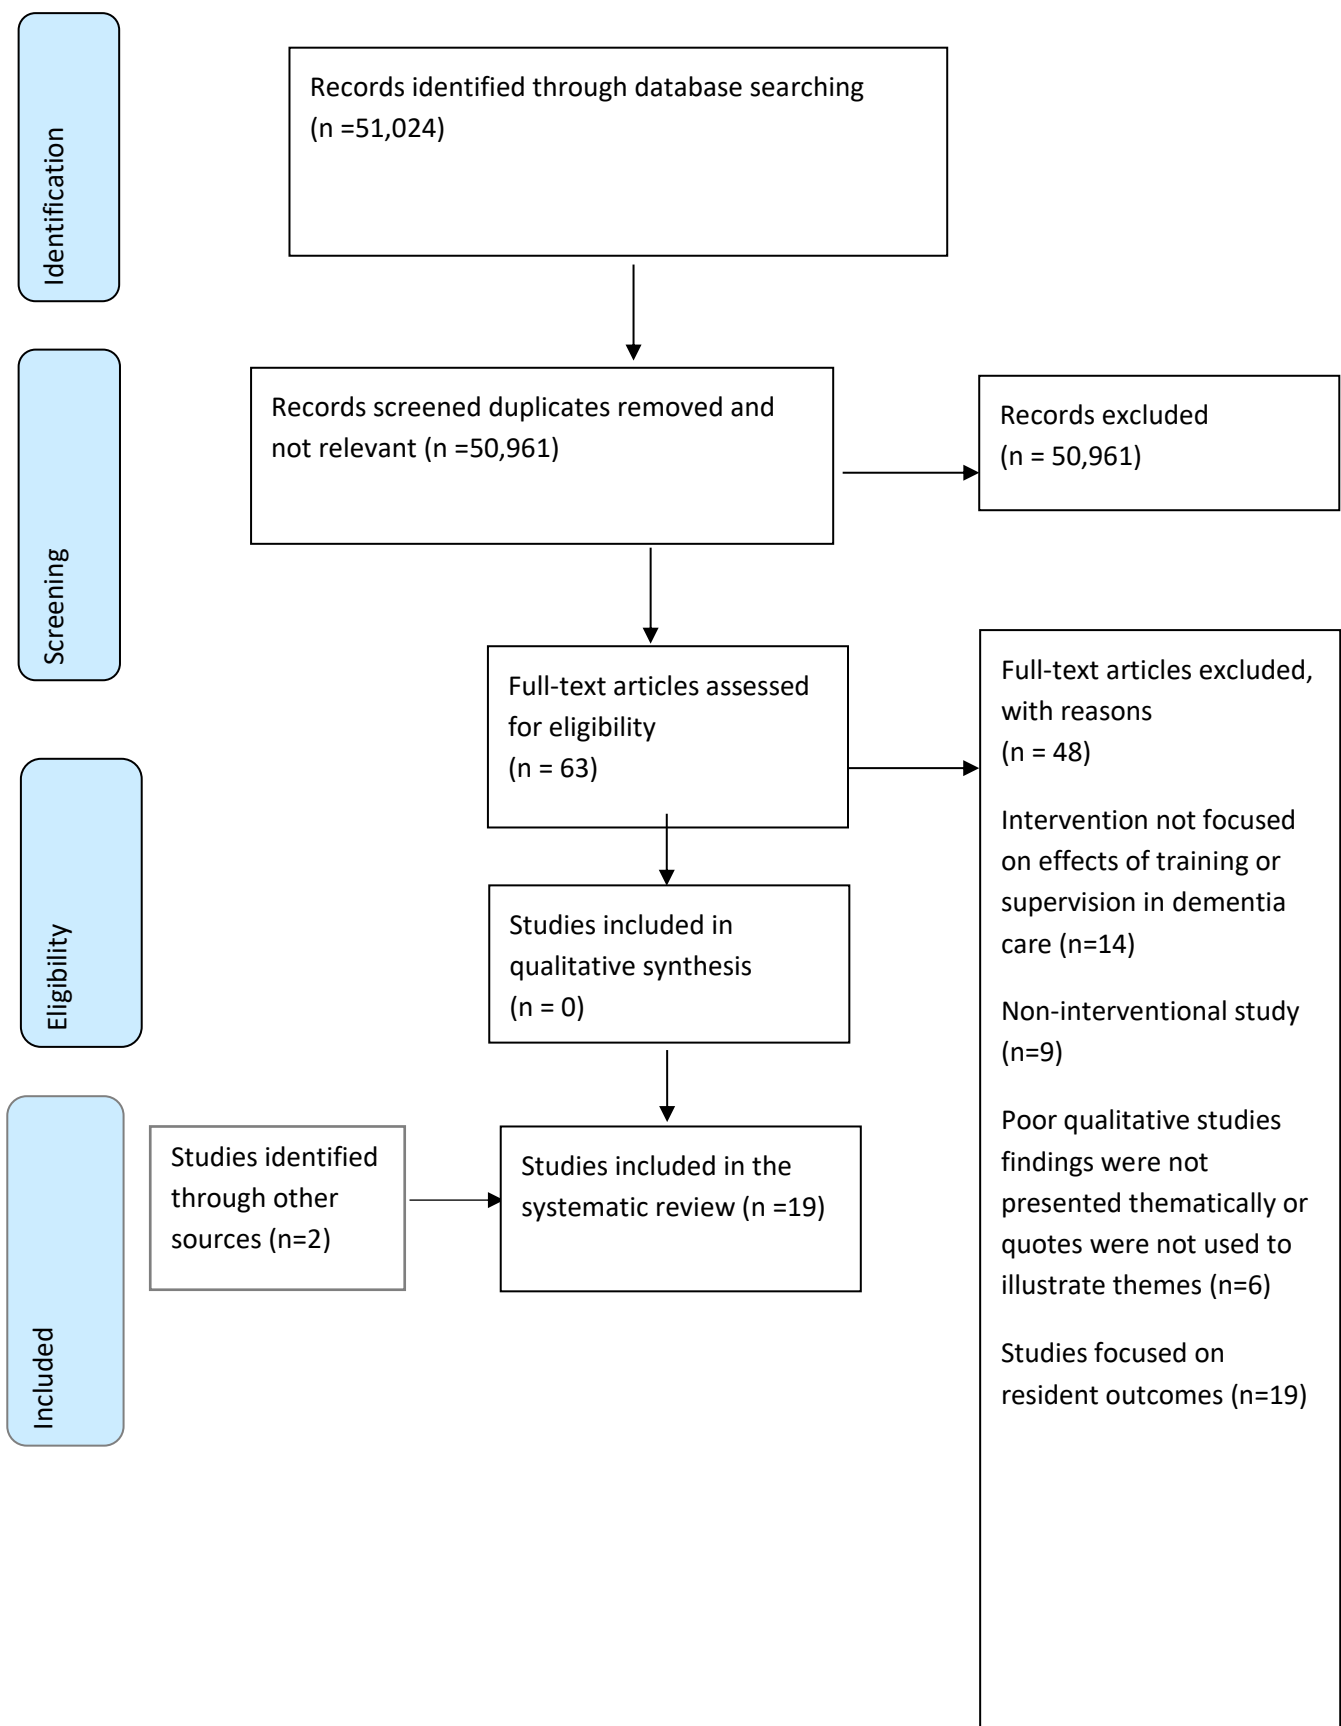 Identification
Records identified through database searching
(n =51,024)
Screening
Records screened duplicates removed and
not relevant (n =50,961)
Records excluded
(n = 50,961)
Eligibility
Full-text articles assessed
for eligibility
(n = 63)
Full-text articles excluded,
with reasons
(n = 48)
Intervention not focused
on effects of training or
supervision in dementia
care (n=14)
Non-interventional study
(n=9)
Poor qualitative studies
findings were not
presented thematically or
quotes were not used to
illustrate themes (n=6)
Studies focused on
resident outcomes (n=19)
Studies included in
qualitative synthesis
(n = 0)
Included
Studies identified
through other
sources (n=2)
Studies included in the
systematic review (n =19)